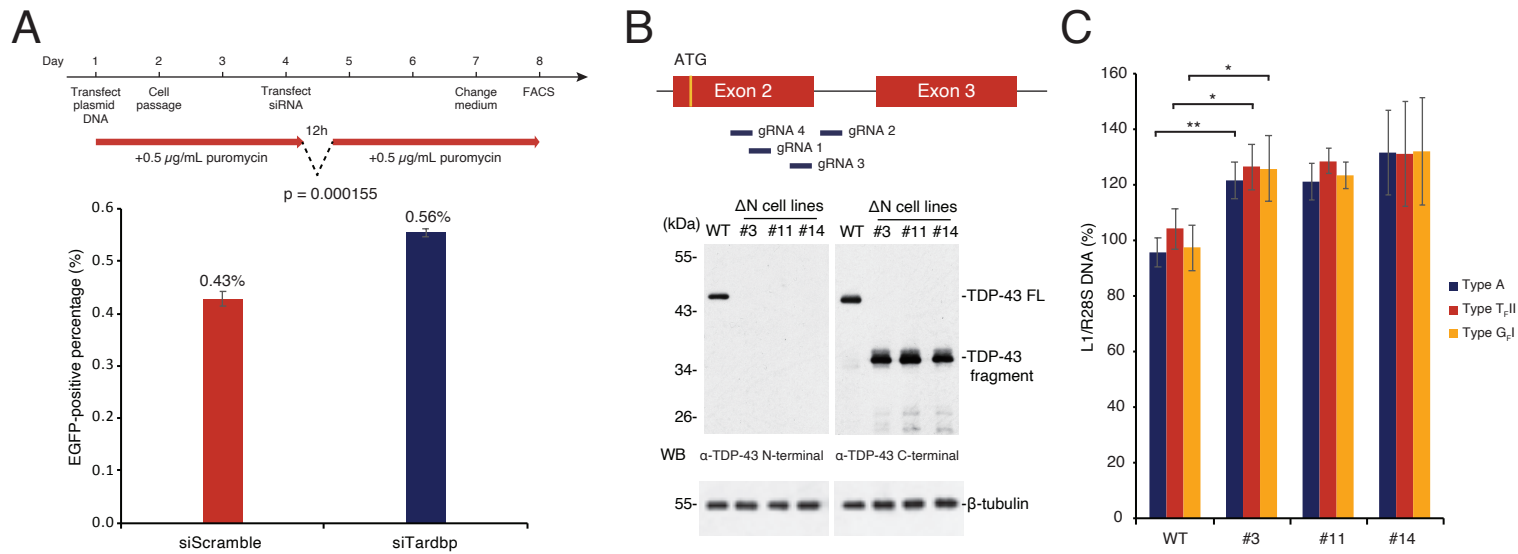 A
Day 1 2 3 4 5 6 7 8
Transfect plasmid DNA
Cell passage
Transfect siRNA
Change medium
FACS
12h
+0.5 µg/mL puromycin
+0.5 µg/mL puromycin
p = 0.000155
EGFP-positive percentage (%)
0.6
0.5
0.4
0.3
0.2
0.1
0.0
0.43%
0.56%
siScramble
siTardbp
B
ATG
Exon 2
Exon 3
gRNA 4
gRNA 2
gRNA 1
gRNA 3
ΔN cell lines
ΔN cell lines
(kDa) WT #3 #11 #14 WT #3 #11 #14
55-
43-
34-
26-
-TDP-43 FL
-TDP-43
fragment
WB α-TDP-43 N-terminal α-TDP-43 C-terminal
55-
-β-tubulin
C
L1/R28S DNA (%)
160
140
120
100
80
60
40
20
0
*
*
**
WT #3 #11 #14
Type A
Type T_FII
Type G_FI